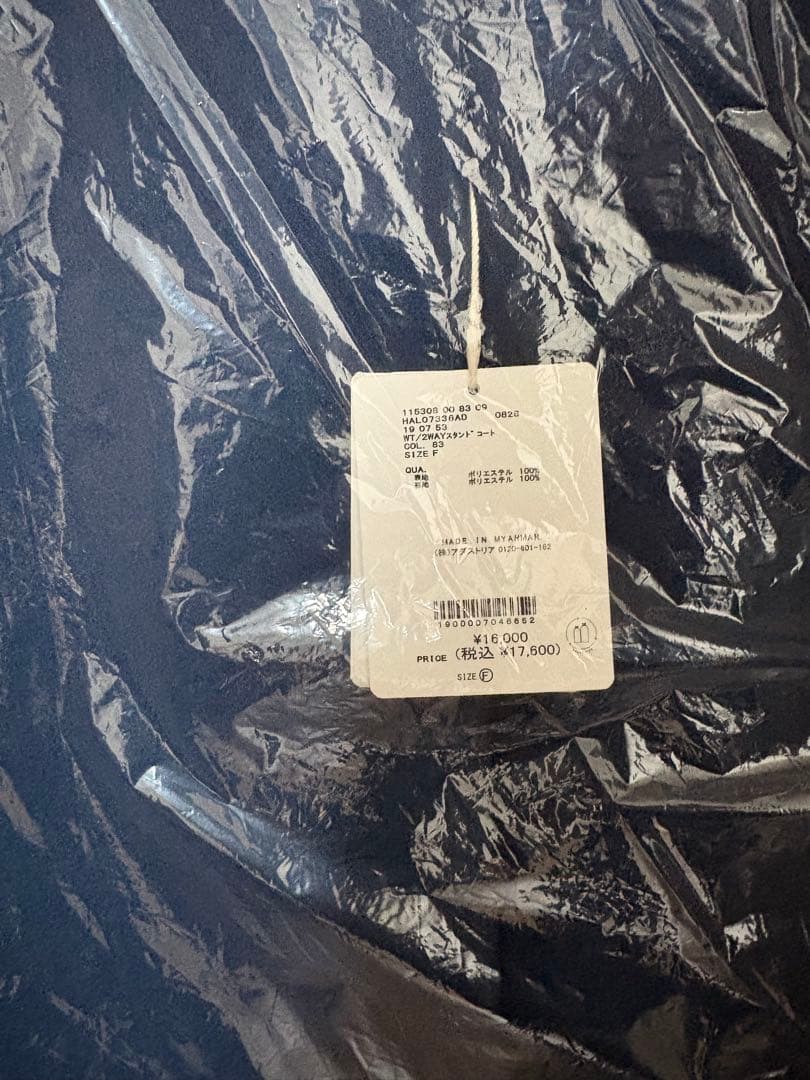 115308 00 83 09
HAL07336AD 0828
19 07 53
WT/2WAYスタンドコート
COL. 83
SIZE F
QUA.
表地 ポリエステル 100%
衫地 ポリエステル 100%
MADE IN MYANMAR
(株)アダストリア 0120-601-162
1900007046652
¥16,000
PRICE (税込 ¥17,600)
SIZE F